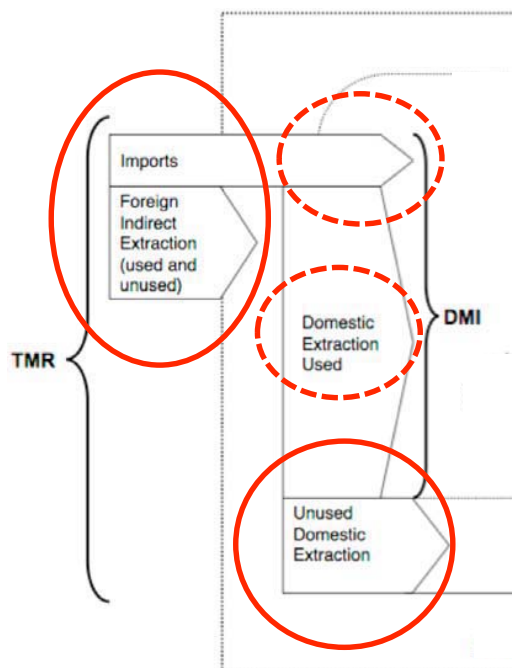 Imports
Foreign
Indirect
Extraction
(used and
unused)
Domestic
Extraction
Used
DMI
TMR
Unused
Domestic
Extraction